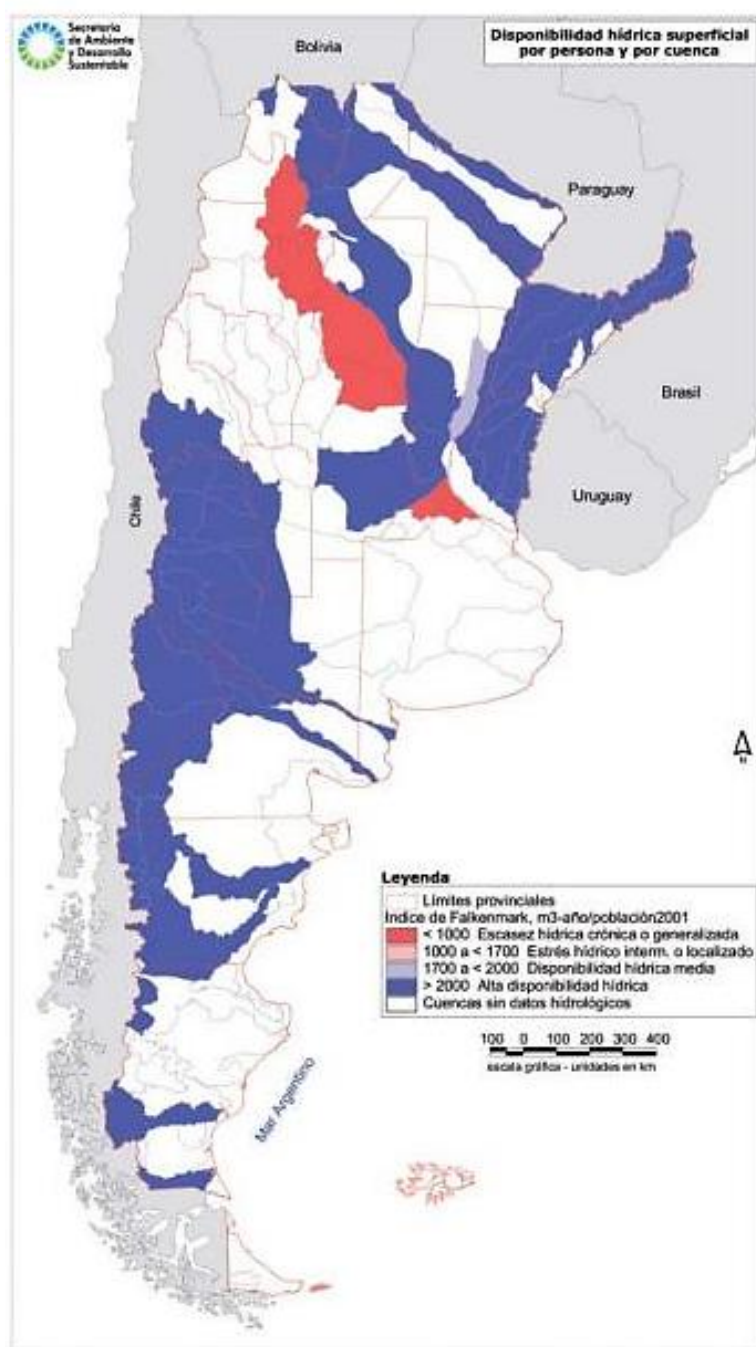 Secretaría
de Ambiente
y Desarrollo
Sustentable
Disponibilidad hídrica superficial
por persona y por cuenca
Bolivia
Paraguay
Brasil
Uruguay
Chile
Mar Argentino
N
Leyenda
Límites provinciales
Índice de Falkenmark, m3-año/población2001
< 1000 Escasez hídrica crónica o generalizada
1000 a < 1700 Estrés hídrico interm. o localizado
1700 a < 2000 Disponibilidad hídrica media
> 2000 Alta disponibilidad hídrica
Cuencas sin datos hidrológicos
100 0 100 200 300 400
escala gráfica - unidades en km